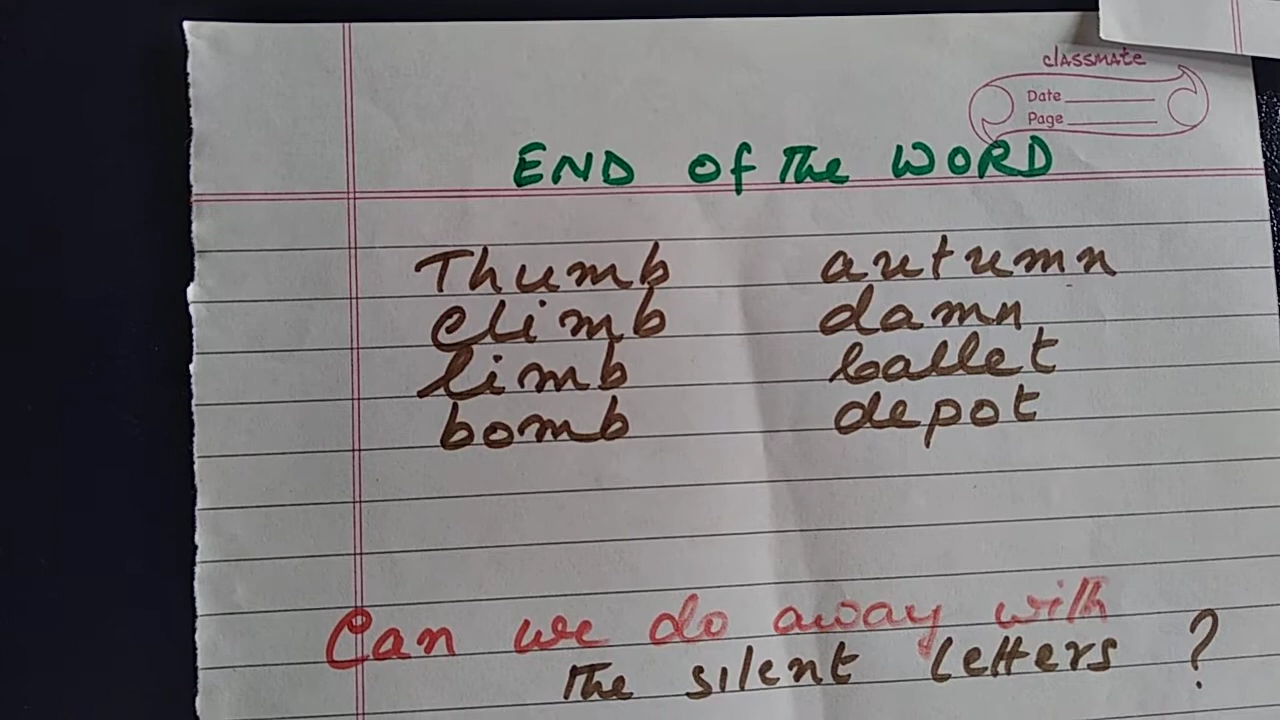 classmate
Date
Page
END of the WORD
Thumb autumn
climb damn
limb ballet
bomb depot
Can we do away with
The silent letters ?